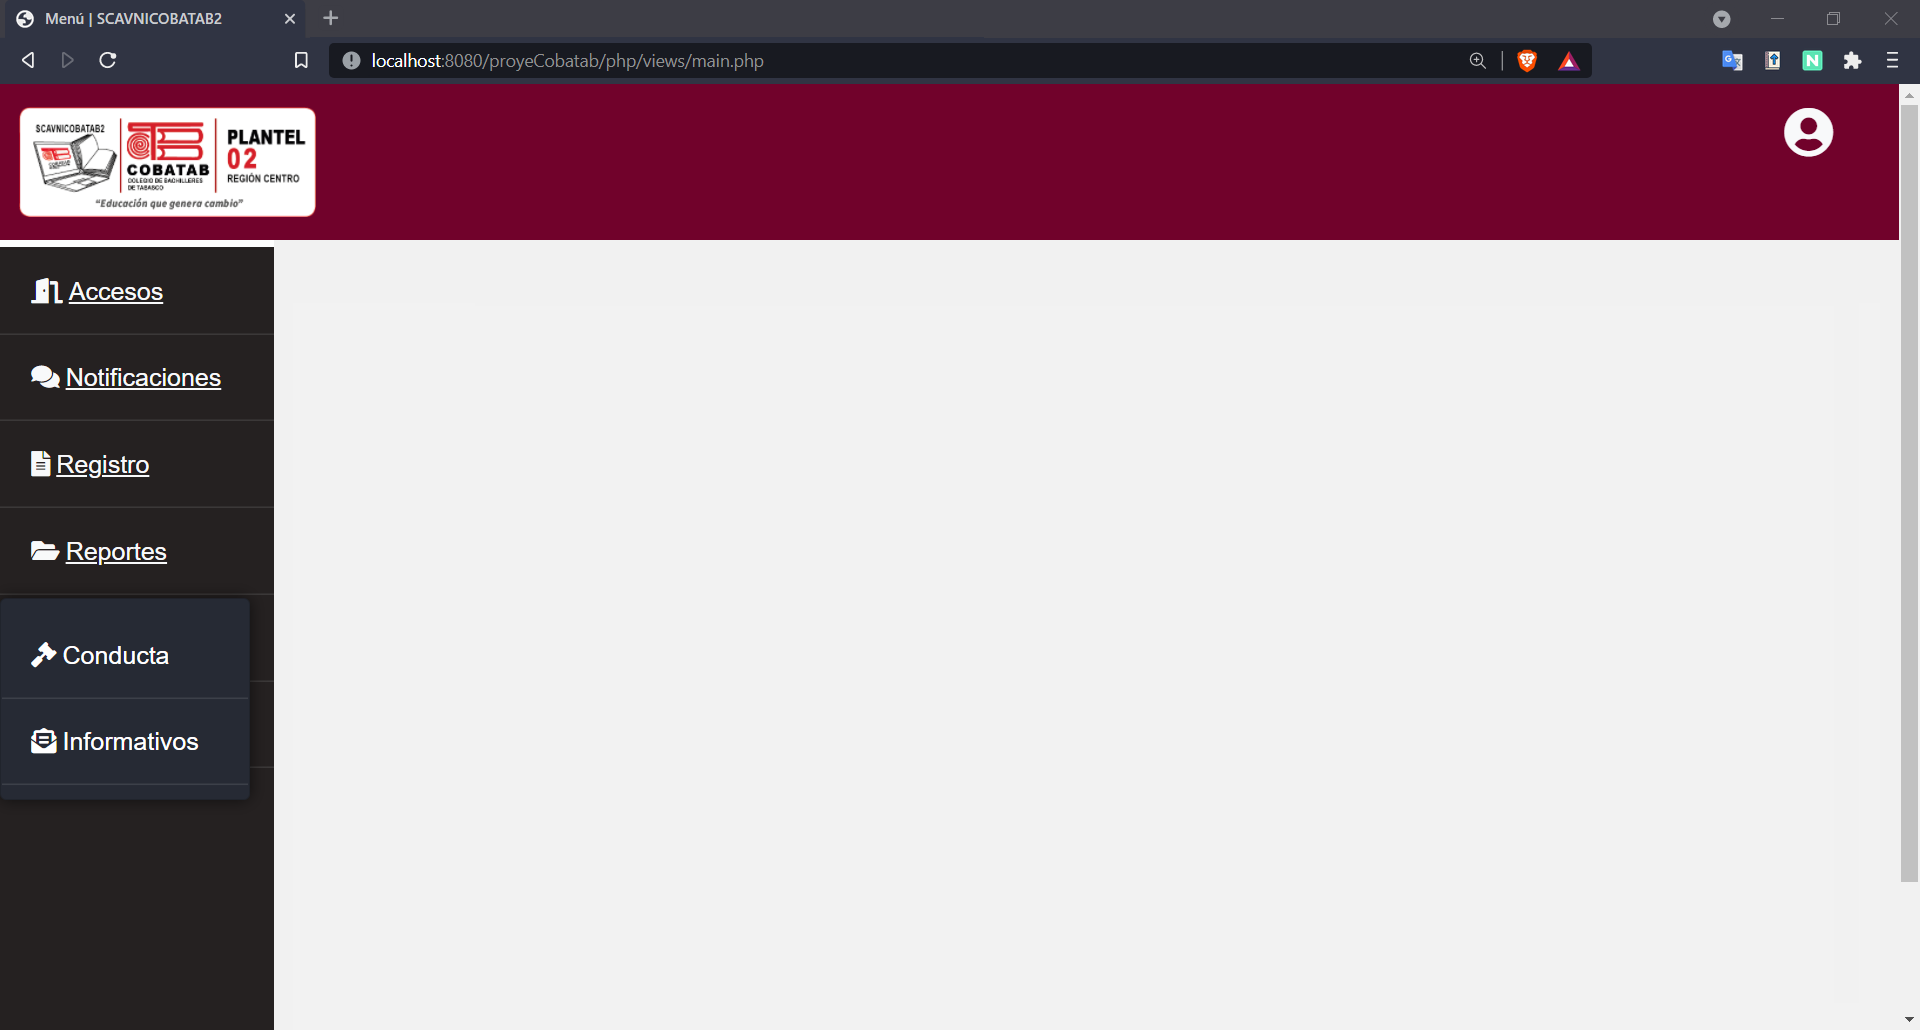 Menú | SCAVNICOBATAB2
localhost:8080/proyeCobatab/php/views/main.php
SCAVNICOBATAB2
COBATAB
COLEGIO DE BACHILLERES
DE TABASCO
PLANTEL
02
REGIÓN CENTRO
"Educación que genera cambio"
Accesos
Notificaciones
Registro
Reportes
Conducta
Informativos